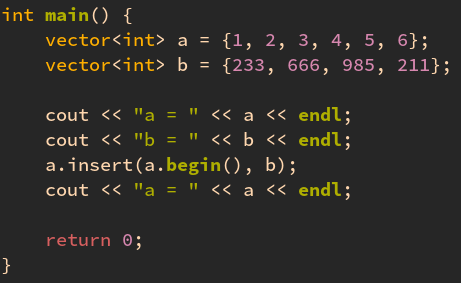 int main() {
    vector<int> a = {1, 2, 3, 4, 5, 6};
    vector<int> b = {233, 666, 985, 211};

    cout << "a = " << a << endl;
    cout << "b = " << b << endl;
    a.insert(a.begin(), b);
    cout << "a = " << a << endl;

    return 0;
}